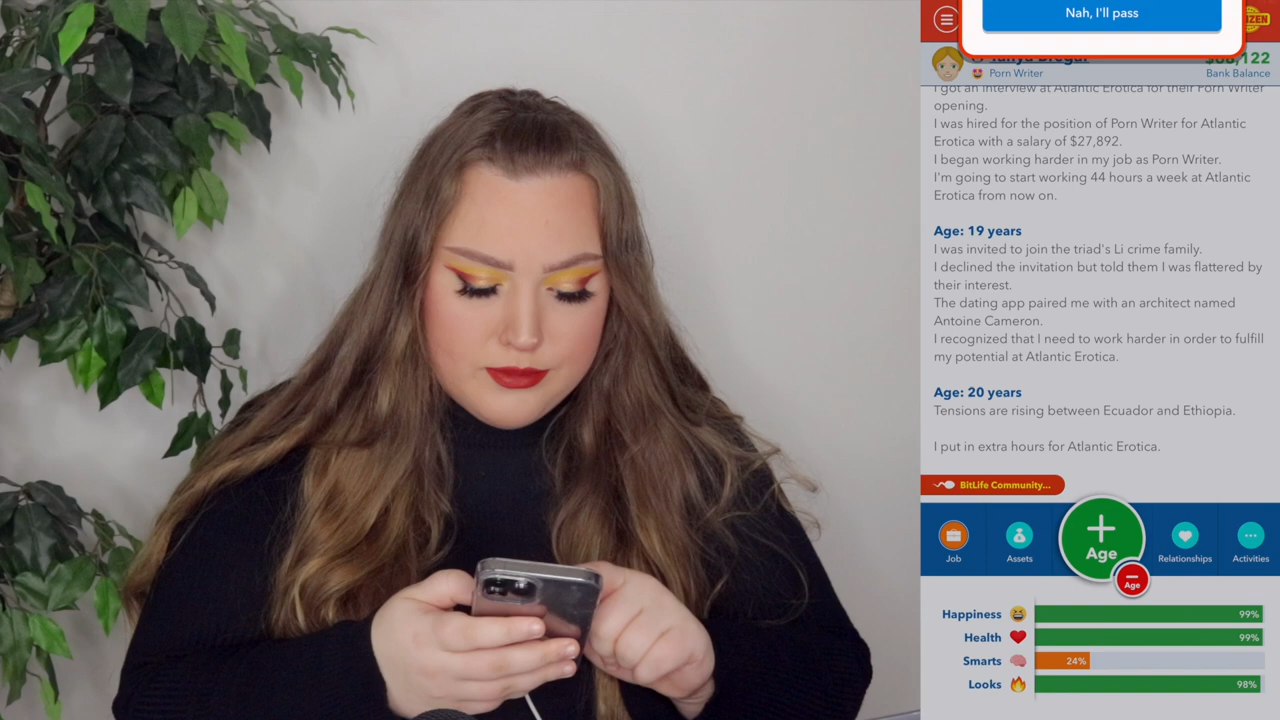 Nah, I'll pass
Porn Writer
Bank Balance
I got an interview at Atlantic Erotica for their Porn Writer
opening.
I was hired for the position of Porn Writer for Atlantic
Erotica with a salary of $27,892.
I began working harder in my job as Porn Writer.
I'm going to start working 44 hours a week at Atlantic
Erotica from now on.
Age: 19 years
I was invited to join the triad's Li crime family.
I declined the invitation but told them I was flattered by
their interest.
The dating app paired me with an architect named
Antoine Cameron.
I recognized that I need to work harder in order to fulfill
my potential at Atlantic Erotica.
Age: 20 years
Tensions are rising between Ecuador and Ethiopia.
I put in extra hours for Atlantic Erotica.
BitLife Community...
Job
Assets
+
Age
Relationships
Activities
Age
Happiness 99%
Health 99%
Smarts 24%
Looks 98%